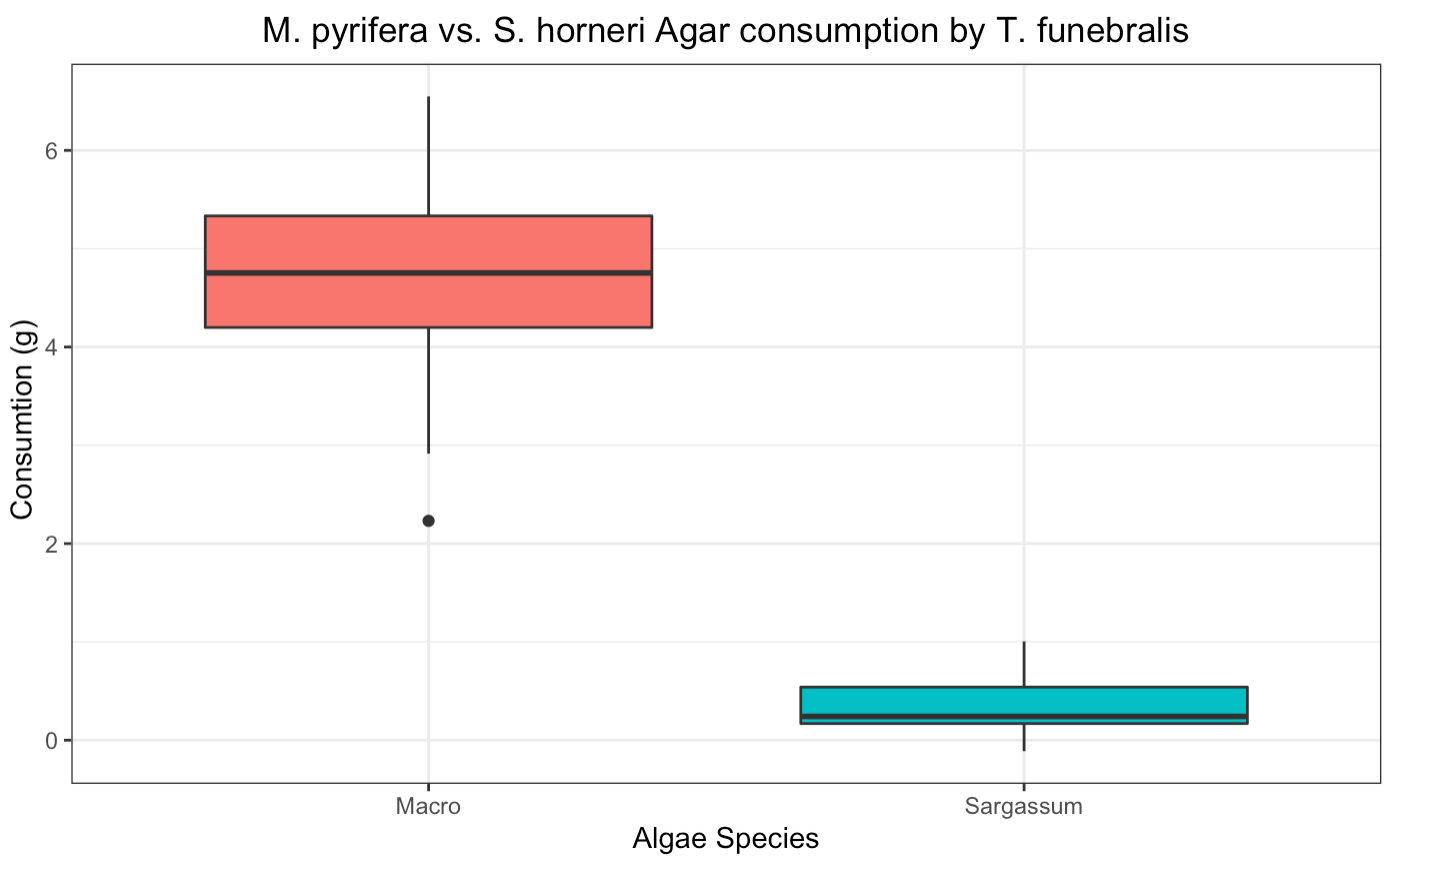 M. pyrifera vs. S. horneri Agar consumption by T. funebralis
Consumtion (g)
6
4
2
0
Macro
Sargassum
Algae Species